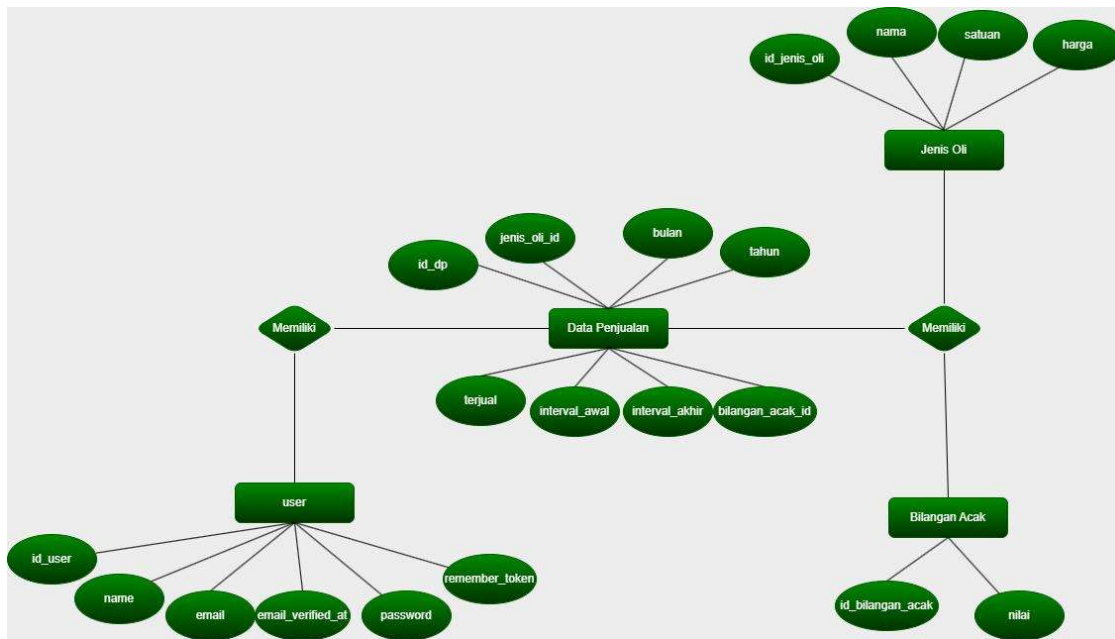 nama
satuan
harga
id_jenis_oli
Jenis Oli
jenis_oli_id
bulan
tahun
id_dp
Memiliki
Data Penjualan
Memiliki
terjual
interval_awal
interval_akhir
bilangan_acak_id
user
Bilangan Acak
id_user
name
email
email_verified_at
password
remember_token
id_bilangan_acak
nilai